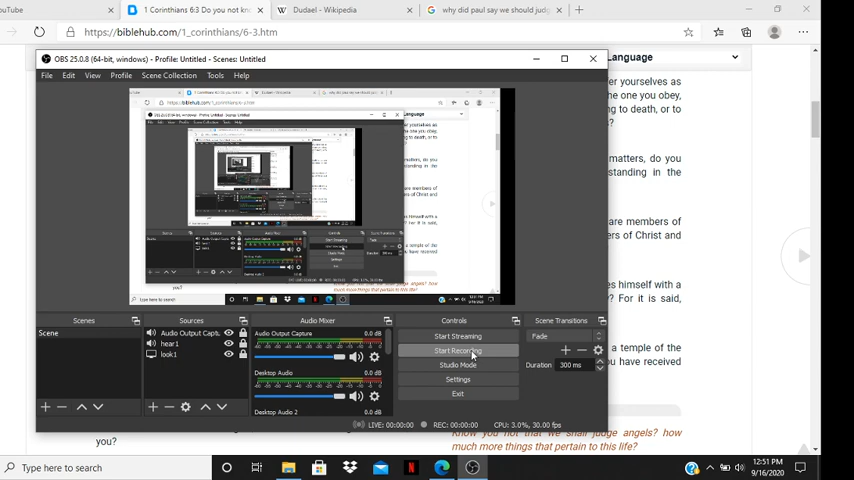 ouTube
1 Corinthians 6:3 Do you not kn
Dudael - Wikipedia
why did paul say we should judg
https://biblehub.com/1_corinthians/6-3.htm
OBS 25.0.8 (64-bit, windows) - Profile: Untitled - Scenes: Untitled
Language
File Edit View Profile Scene Collection Tools Help
fer yourselves as
he one you obey,
g to death, or to
?
matters, do you
standing in the
are members of
ers of Christ and
es himself with a
? For it is said,
a temple of the
ou have received
Scenes
Sources
Audio Mixer
Controls
Scene Transitions
Scene
Audio Output Captu
hear1
look1
Audio Output Capture 0.0 dB
Desktop Audio 0.0 dB
Desktop Audio 2 0.0 dB
Start Streaming
Start Recording
Studio Mode
Settings
Exit
Fade
Duration 300 ms
LIVE: 00:00:00 REC: 00:00:00 CPU: 3.0%, 30.00 fps
you?
Know you not that we shall judge angels? how
much more things that pertain to this life?
Type here to search
12:51 PM
9/16/2020